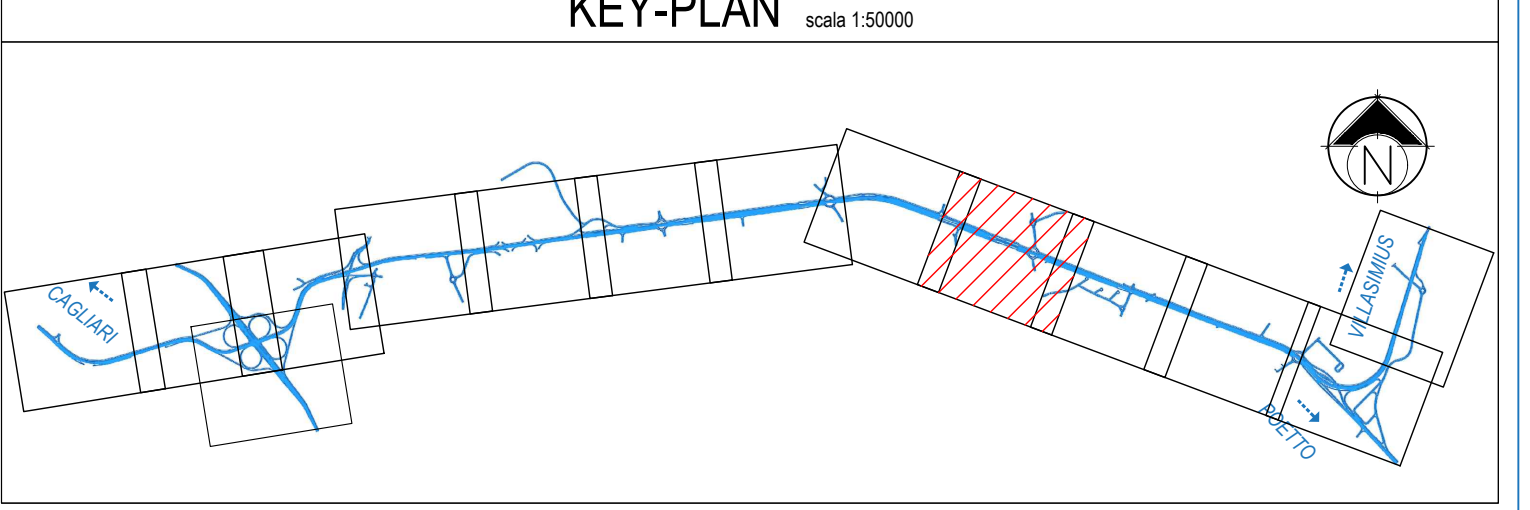 KEY-PLAN scala 1:50000
N
CAGLIARI
VILLASIMIUS
POETTO